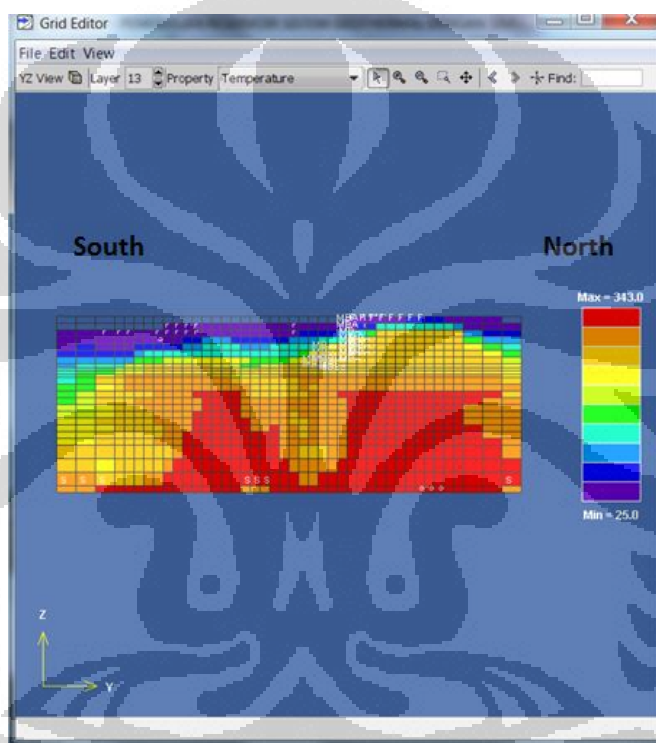 Grid Editor
File Edit View
YZ View Layer 13 Property Temperature Find:
South North
Max = 343.0
Min = 25.0
S S S S S S S
Z
Y